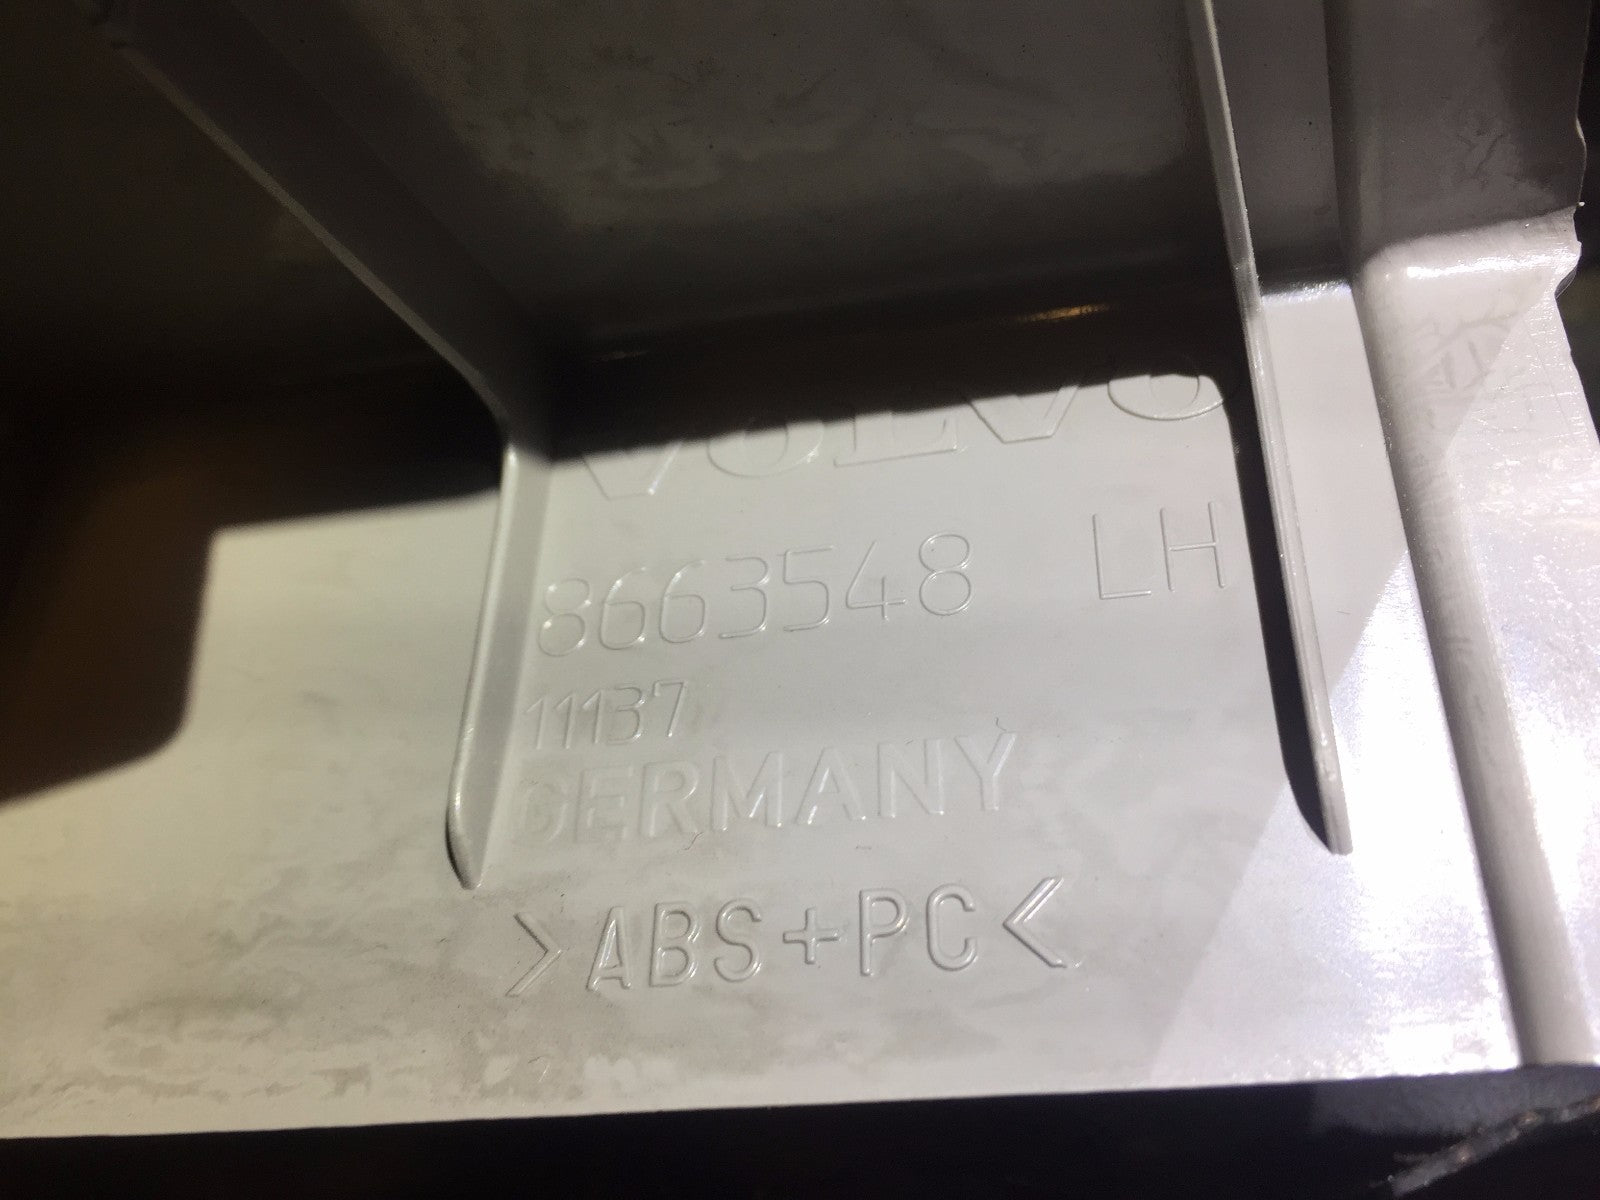 VOLVO
8663548 LH
11137
GERMANY
>ABS+PC<